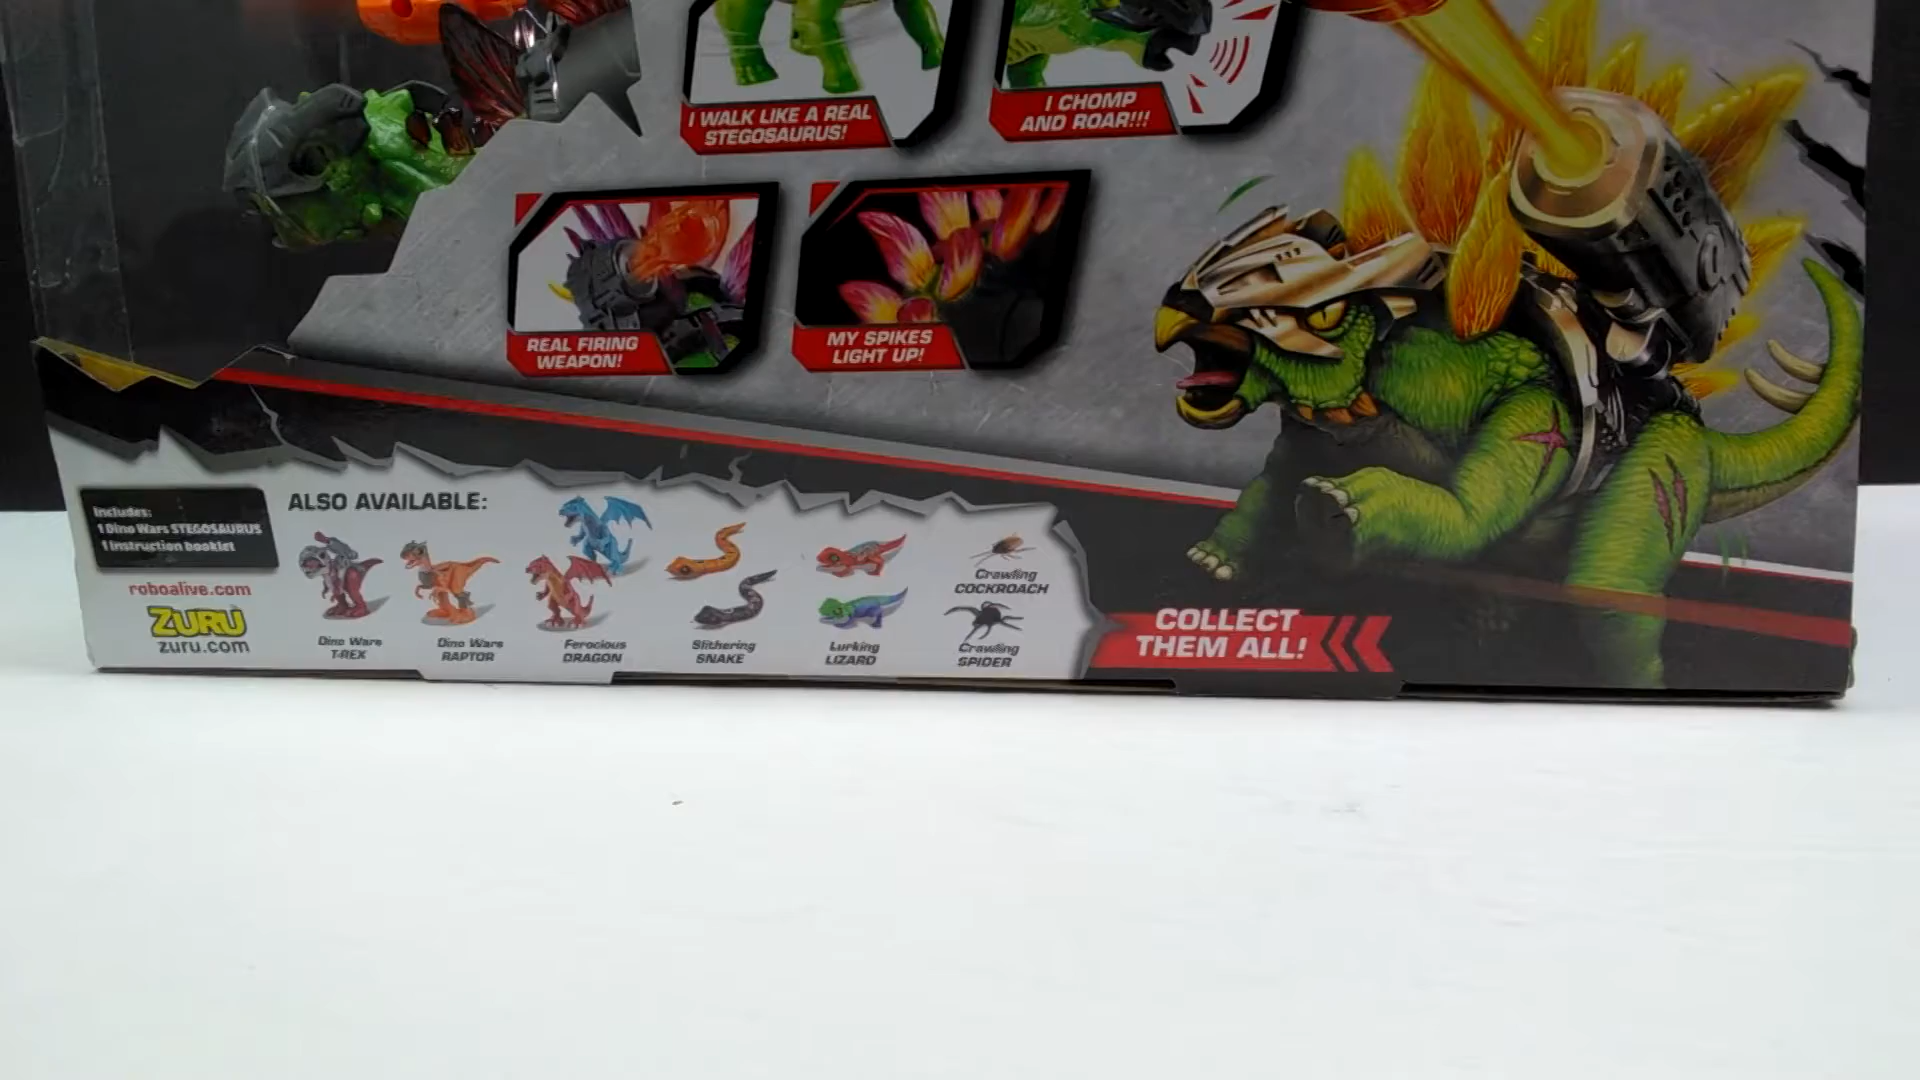 I WALK LIKE A REAL
STEGOSAURUS!
I CHOMP
AND ROAR!!!
REAL FIRING
WEAPON!
MY SPIKES
LIGHT UP!
Includes:
1 Dino Wars STEGOSAURUS
1 Instruction booklet
roboalive.com
ZURU
zuru.com
ALSO AVAILABLE:
Dino Wars
T-REX
Dino Wars
RAPTOR
Ferocious
DRAGON
Slithering
SNAKE
Lurking
LIZARD
Crawling
COCKROACH
Crawling
SPIDER
COLLECT
THEM ALL!